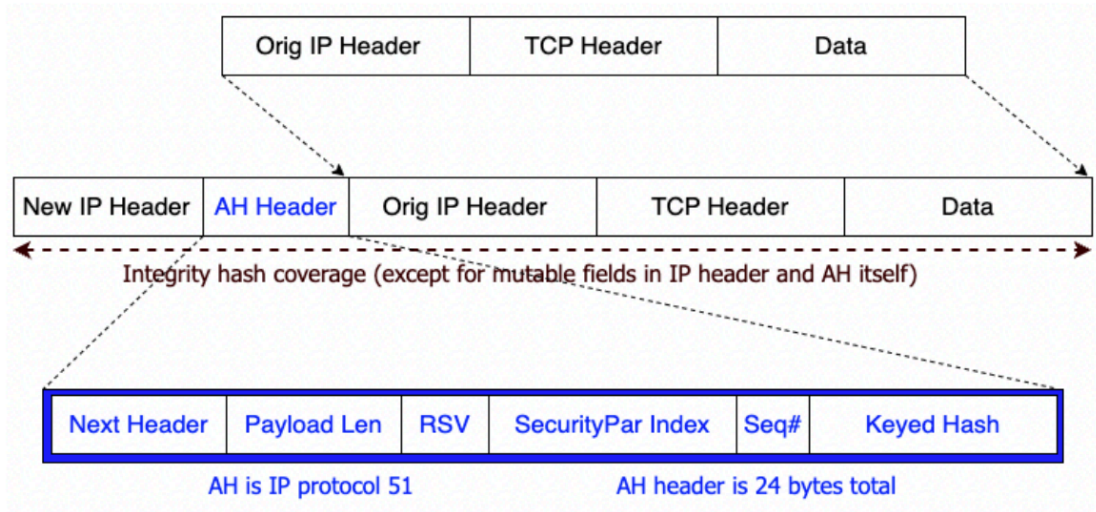 Orig IP Header TCP Header Data
New IP Header AH Header Orig IP Header TCP Header Data
Integrity hash coverage (except for mutable fields in IP header and AH itself)
Next Header Payload Len RSV SecurityPar Index Seq# Keyed Hash
AH is IP protocol 51 AH header is 24 bytes total